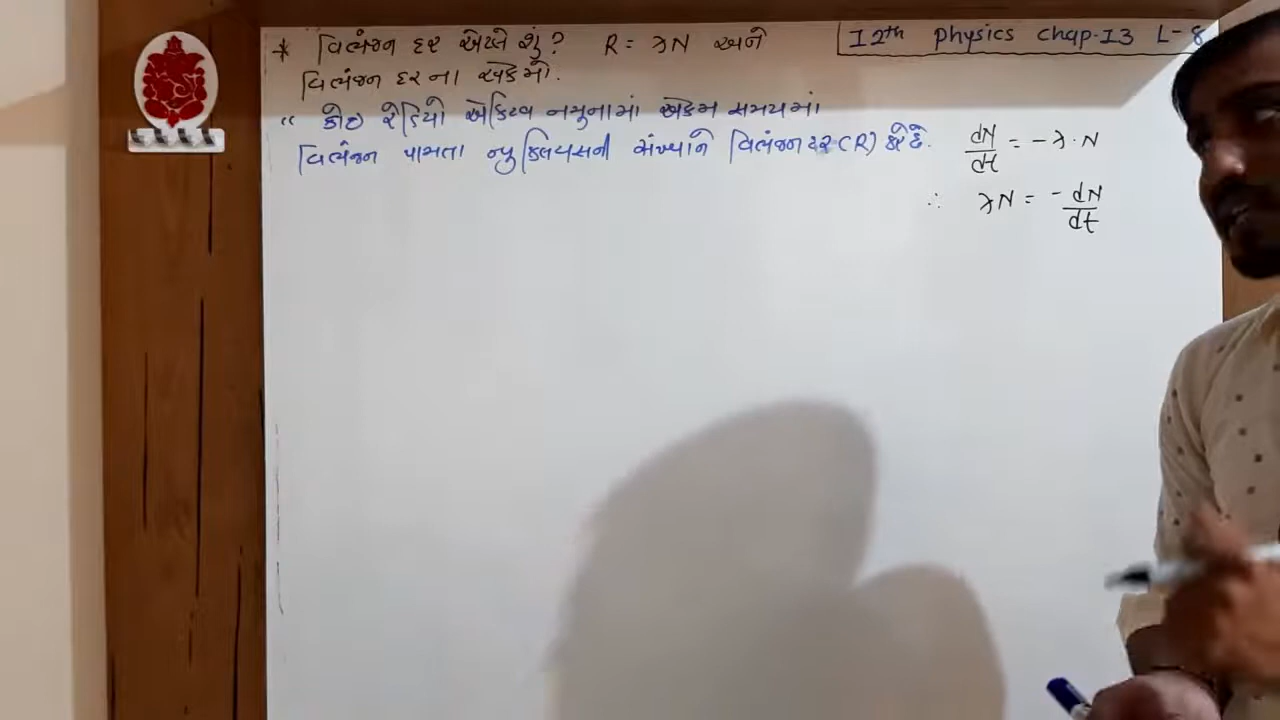 * વિભંજન દર એટલે શું? R = λN અને
વિભંજન દર ના એકમો.
12th physics chap-13 L-8
" કોઇ રેડિયો એક્ટિવ નમુનામાં એકમ સમયમાં
વિભંજન પામતા ન્યુક્લિયસની સંખ્યાને વિભંજન દર (R) કહે છે.
dN/dt = - λ·N
∴ λN = - dN/dt